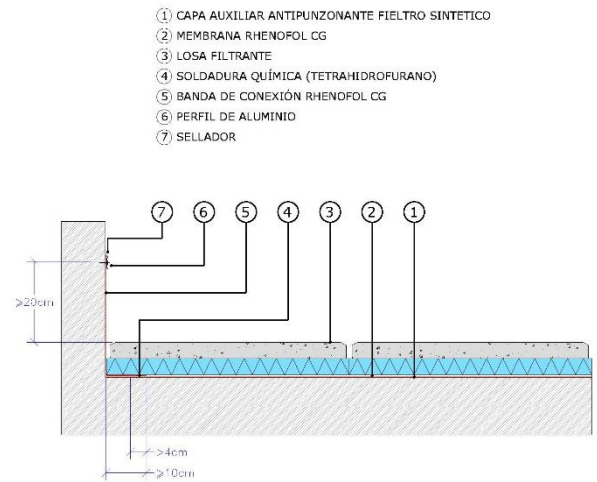 1 CAPA AUXILIAR ANTIPUNZONANTE FIELTRO SINTETICO
2 MEMBRANA RHENOFOL CG
3 LOSA FILTRANTE
4 SOLDADURA QUÍMICA (TETRAHIDROFURANO)
5 BANDA DE CONEXIÓN RHENOFOL CG
6 PERFIL DE ALUMINIO
7 SELLADOR
7 6 5 4 3 2 1
⩾20cm
>4cm
⩾10cm